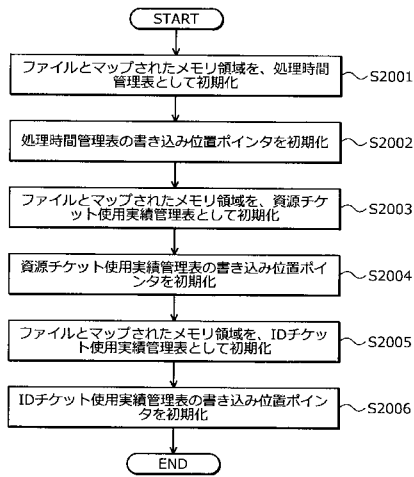 START
ファイルとマップされたメモリ領域を、処理時間
管理表として初期化
S2001
処理時間管理表の書き込み位置ポインタを初期化
S2002
ファイルとマップされたメモリ領域を、資源チケ
ット使用実績管理表として初期化
S2003
資源チケット使用実績管理表の書き込み位置ポイ
ンタを初期化
S2004
ファイルとマップされたメモリ領域を、IDチケッ
ト使用実績管理表として初期化
S2005
IDチケット使用実績管理表の書き込み位置ポイン
タを初期化
S2006
END